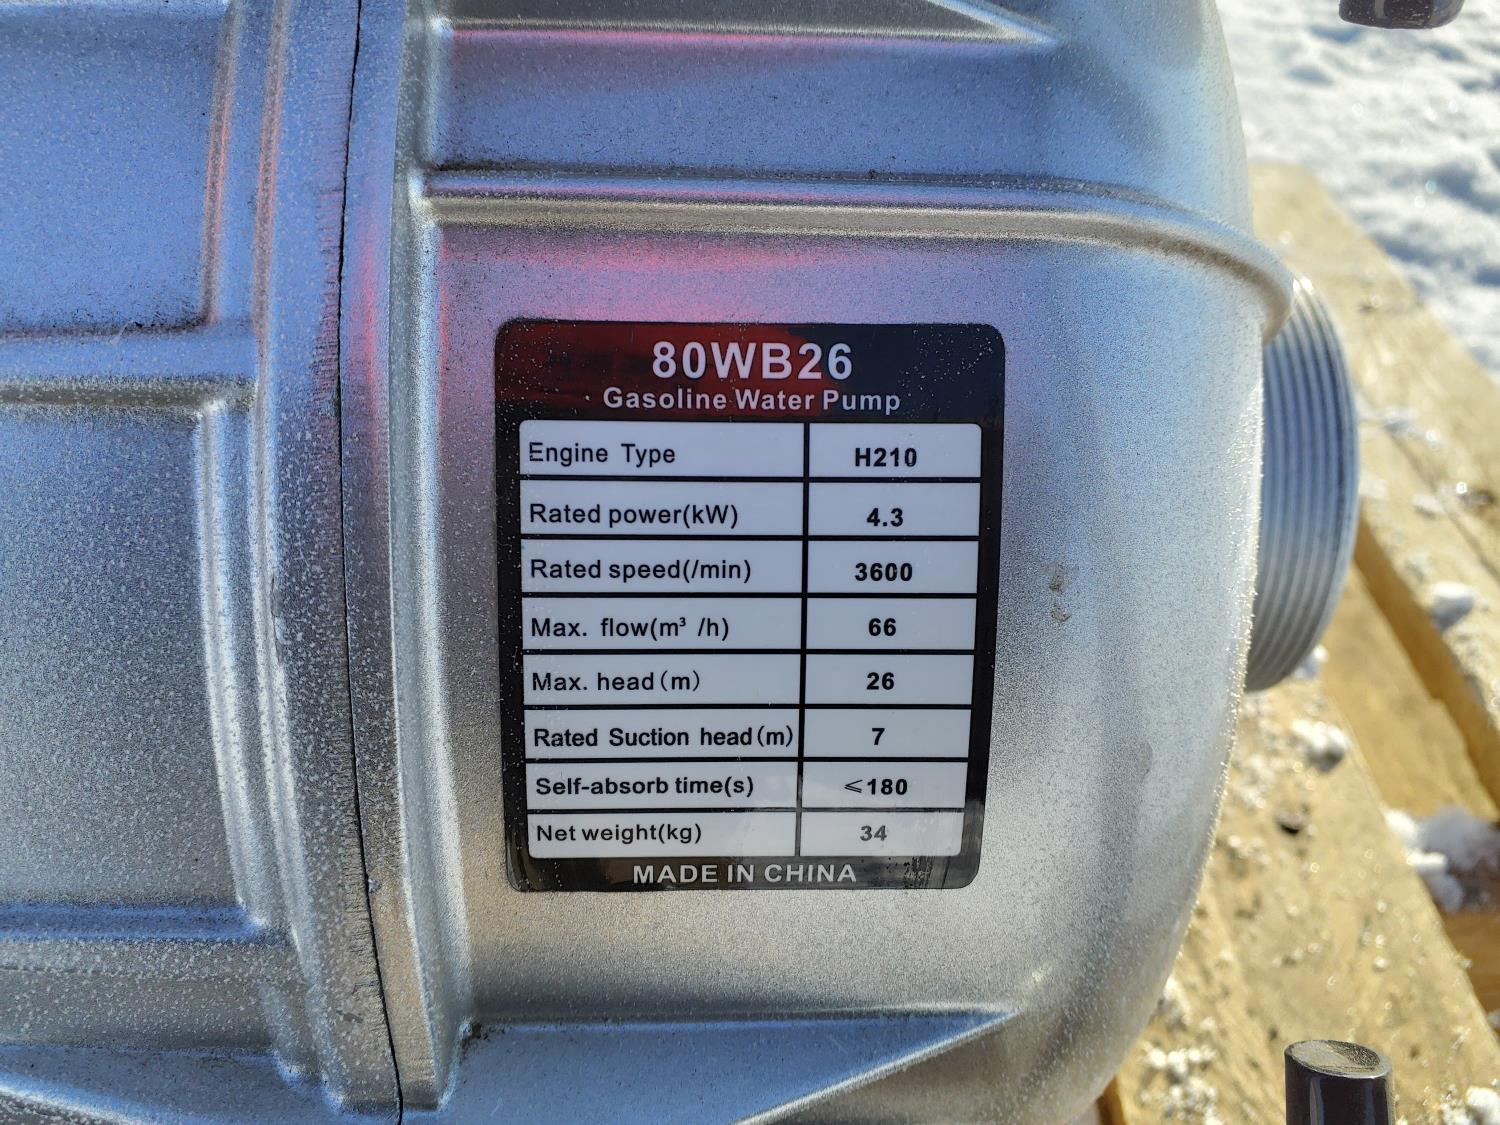 80WB26
Gasoline Water Pump
Engine Type H210
Rated power(kW) 4.3
Rated speed(/min) 3600
Max. flow(m³ /h) 66
Max. head(m) 26
Rated Suction head(m) 7
Self-absorb time(s) ≤180
Net weight(kg) 34
MADE IN CHINA